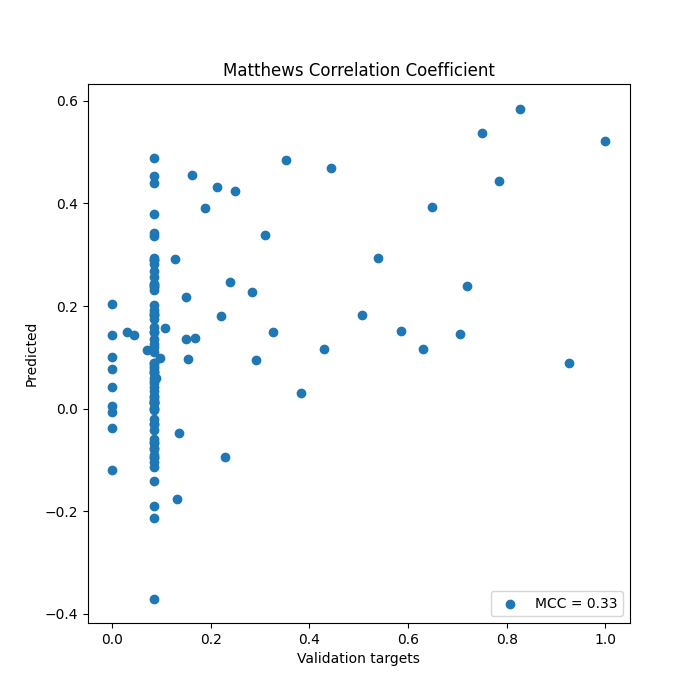 Matthews Correlation Coefficient
0.6
0.4
0.2
0.0
−0.2
−0.4
Predicted
MCC = 0.33
0.0 0.2 0.4 0.6 0.8 1.0
Validation targets